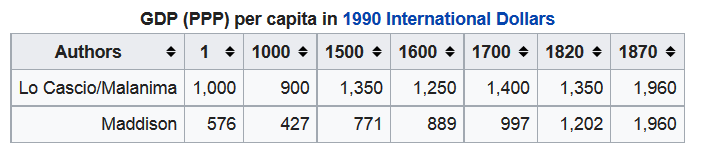 GDP (PPP) per capita in 1990 International Dollars
Authors 1 1000 1500 1600 1700 1820 1870
Lo Cascio/Malanima 1,000 900 1,350 1,250 1,400 1,350 1,960
Maddison 576 427 771 889 997 1,202 1,960